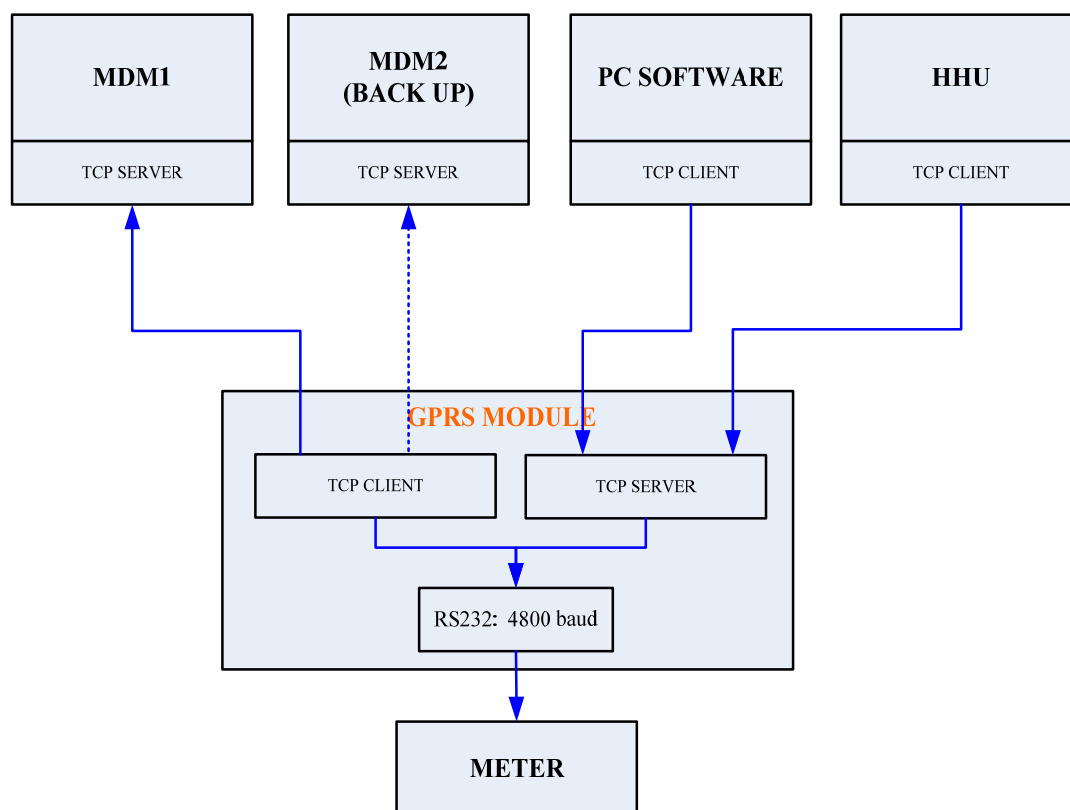 MDM1
MDM2
(BACK UP)
PC SOFTWARE
HHU
TCP SERVER
TCP SERVER
TCP CLIENT
TCP CLIENT
GPRS MODULE
TCP CLIENT
TCP SERVER
RS232: 4800 baud
METER